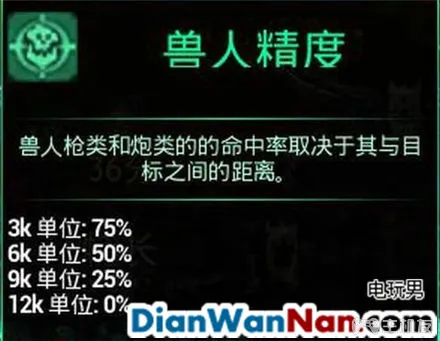 兽人精度
兽人枪类和炮类的的命中率取决于其与目
标之间的距离。
3k 单位: 75%
6k 单位: 50%
9k 单位: 25%
12k 单位: 0%
电玩男
DianWanNan.com